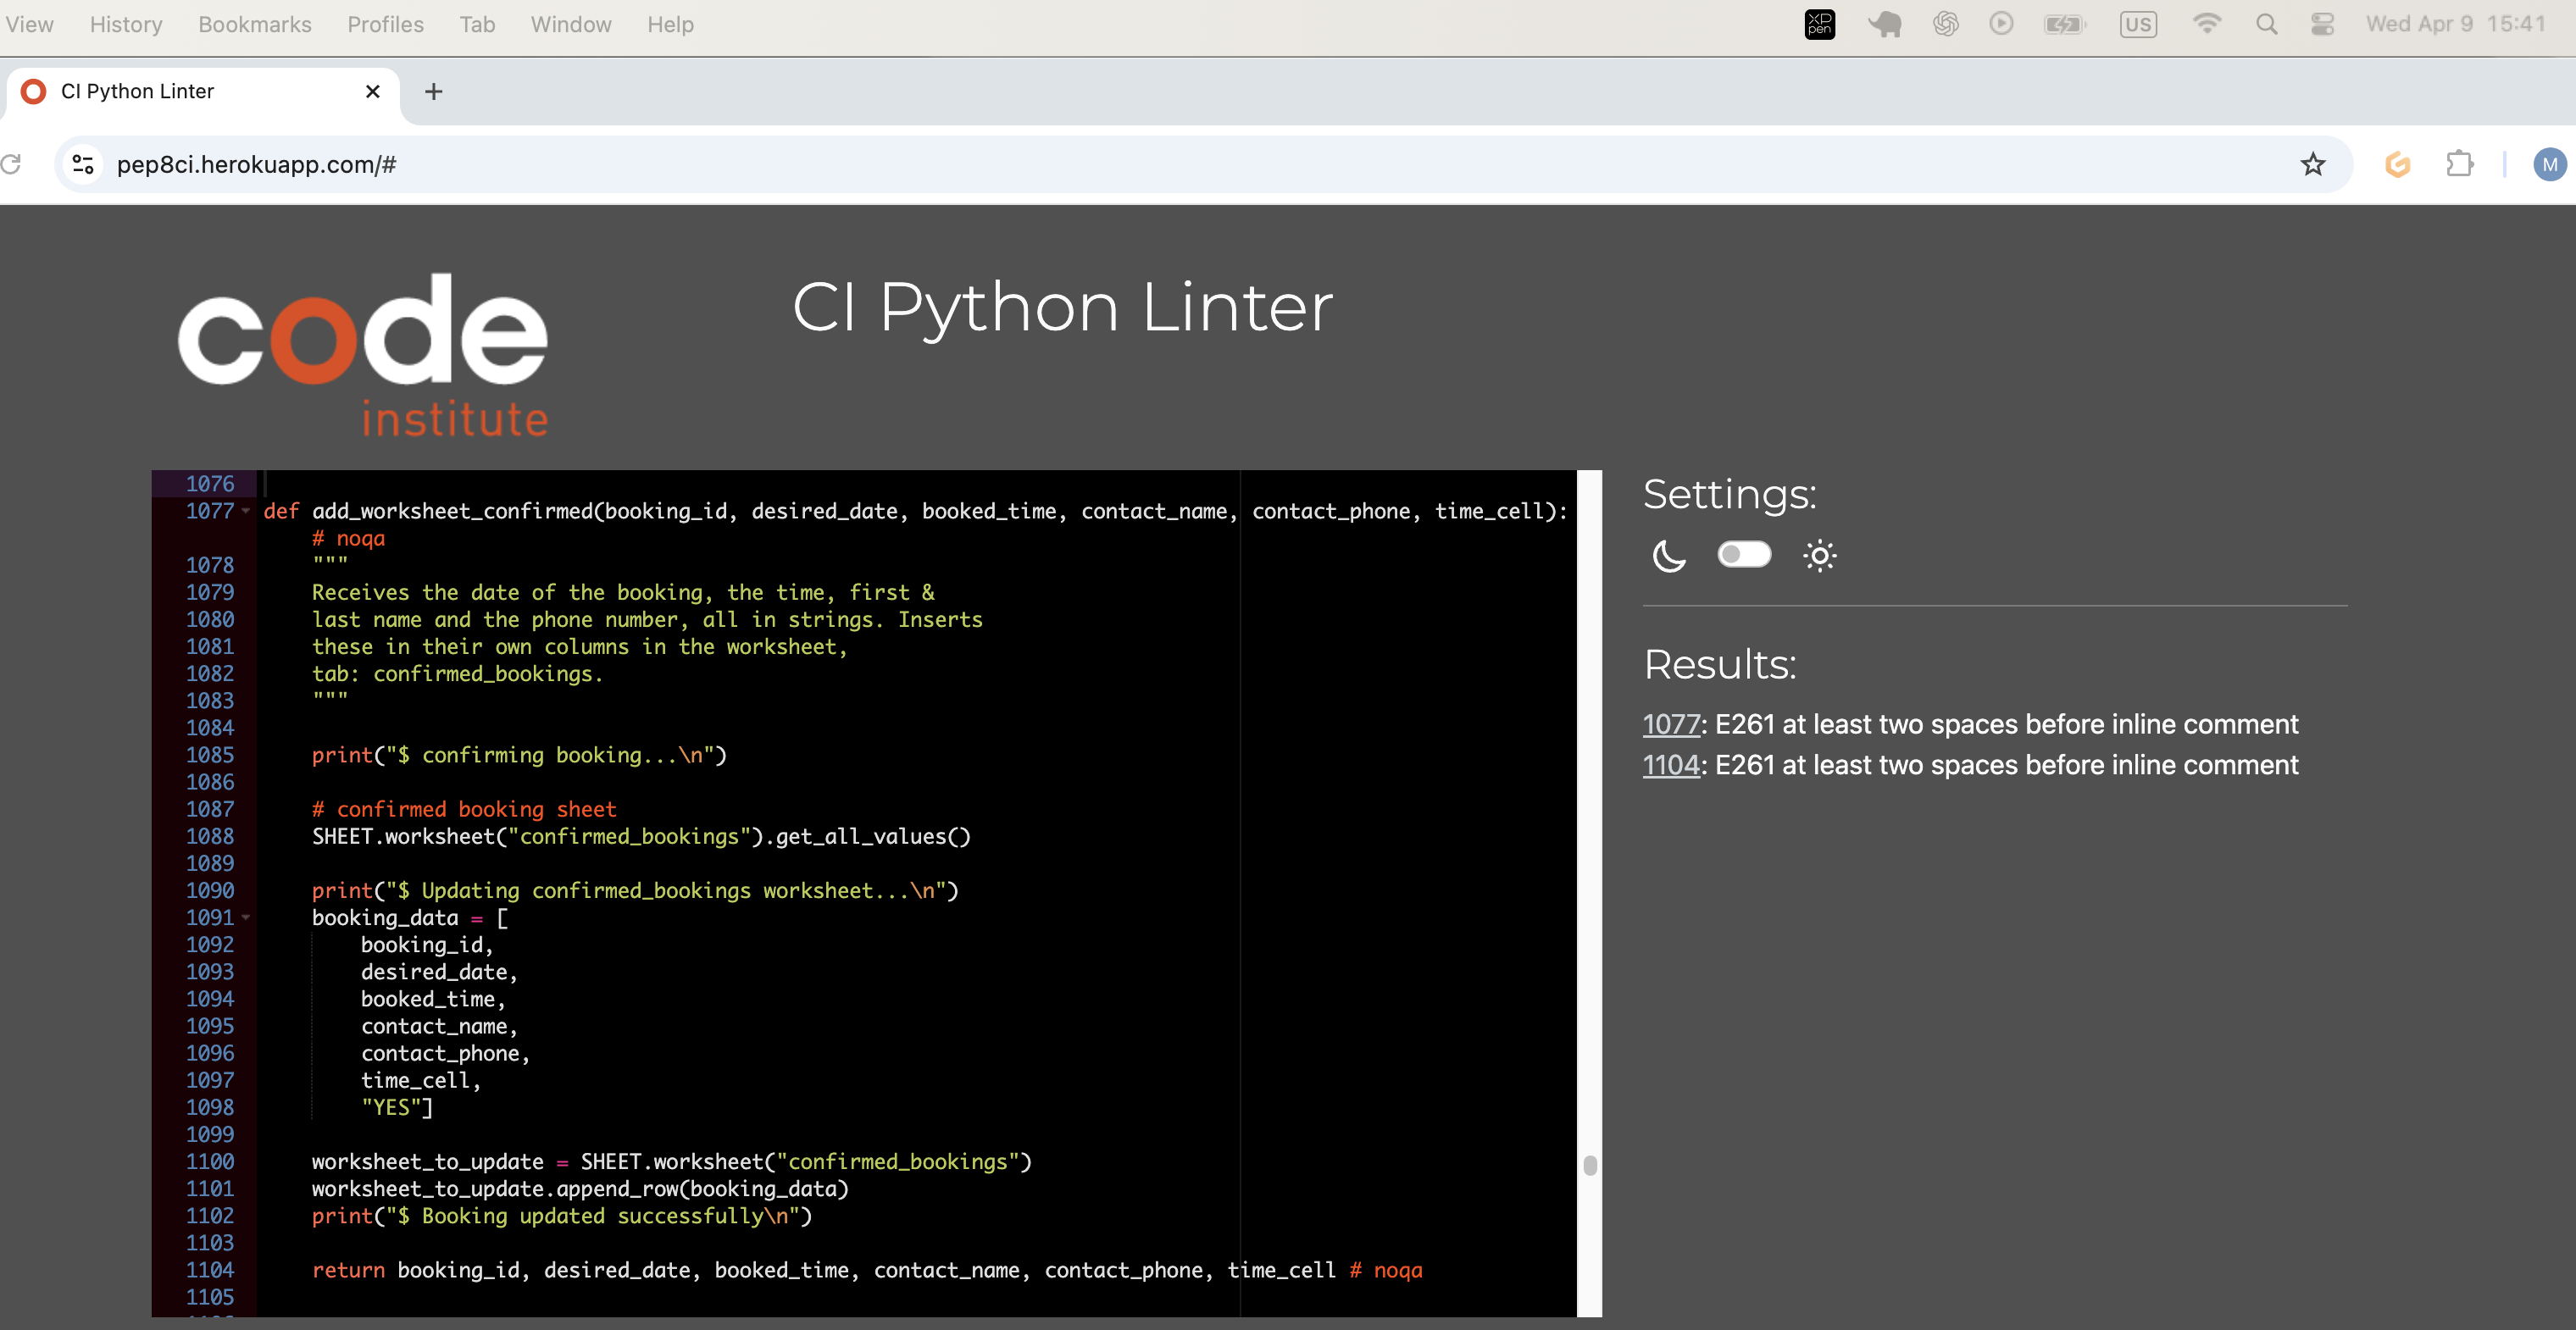 View History Bookmarks Profiles Tab Window Help XP pen US Wed Apr 9 15:41
CI Python Linter
pep8ci.herokuapp.com/# M
code
institute
CI Python Linter
1076
1077 def add_worksheet_confirmed(booking_id, desired_date, booked_time, contact_name, contact_phone, time_cell):
# noqa
1078 """
1079 Receives the date of the booking, the time, first &
1080 last name and the phone number, all in strings. Inserts
1081 these in their own columns in the worksheet,
1082 tab: confirmed_bookings.
1083 """
1084
1085 print("$ confirming booking...\n")
1086
1087 # confirmed booking sheet
1088 SHEET.worksheet("confirmed_bookings").get_all_values()
1089
1090 print("$ Updating confirmed_bookings worksheet...\n")
1091 booking_data = [
1092 booking_id,
1093 desired_date,
1094 booked_time,
1095 contact_name,
1096 contact_phone,
1097 time_cell,
1098 "YES"]
1099
1100 worksheet_to_update = SHEET.worksheet("confirmed_bookings")
1101 worksheet_to_update.append_row(booking_data)
1102 print("$ Booking updated successfully\n")
1103
1104 return booking_id, desired_date, booked_time, contact_name, contact_phone, time_cell # noqa
1105
Settings:
Results:
1077: E261 at least two spaces before inline comment
1104: E261 at least two spaces before inline comment